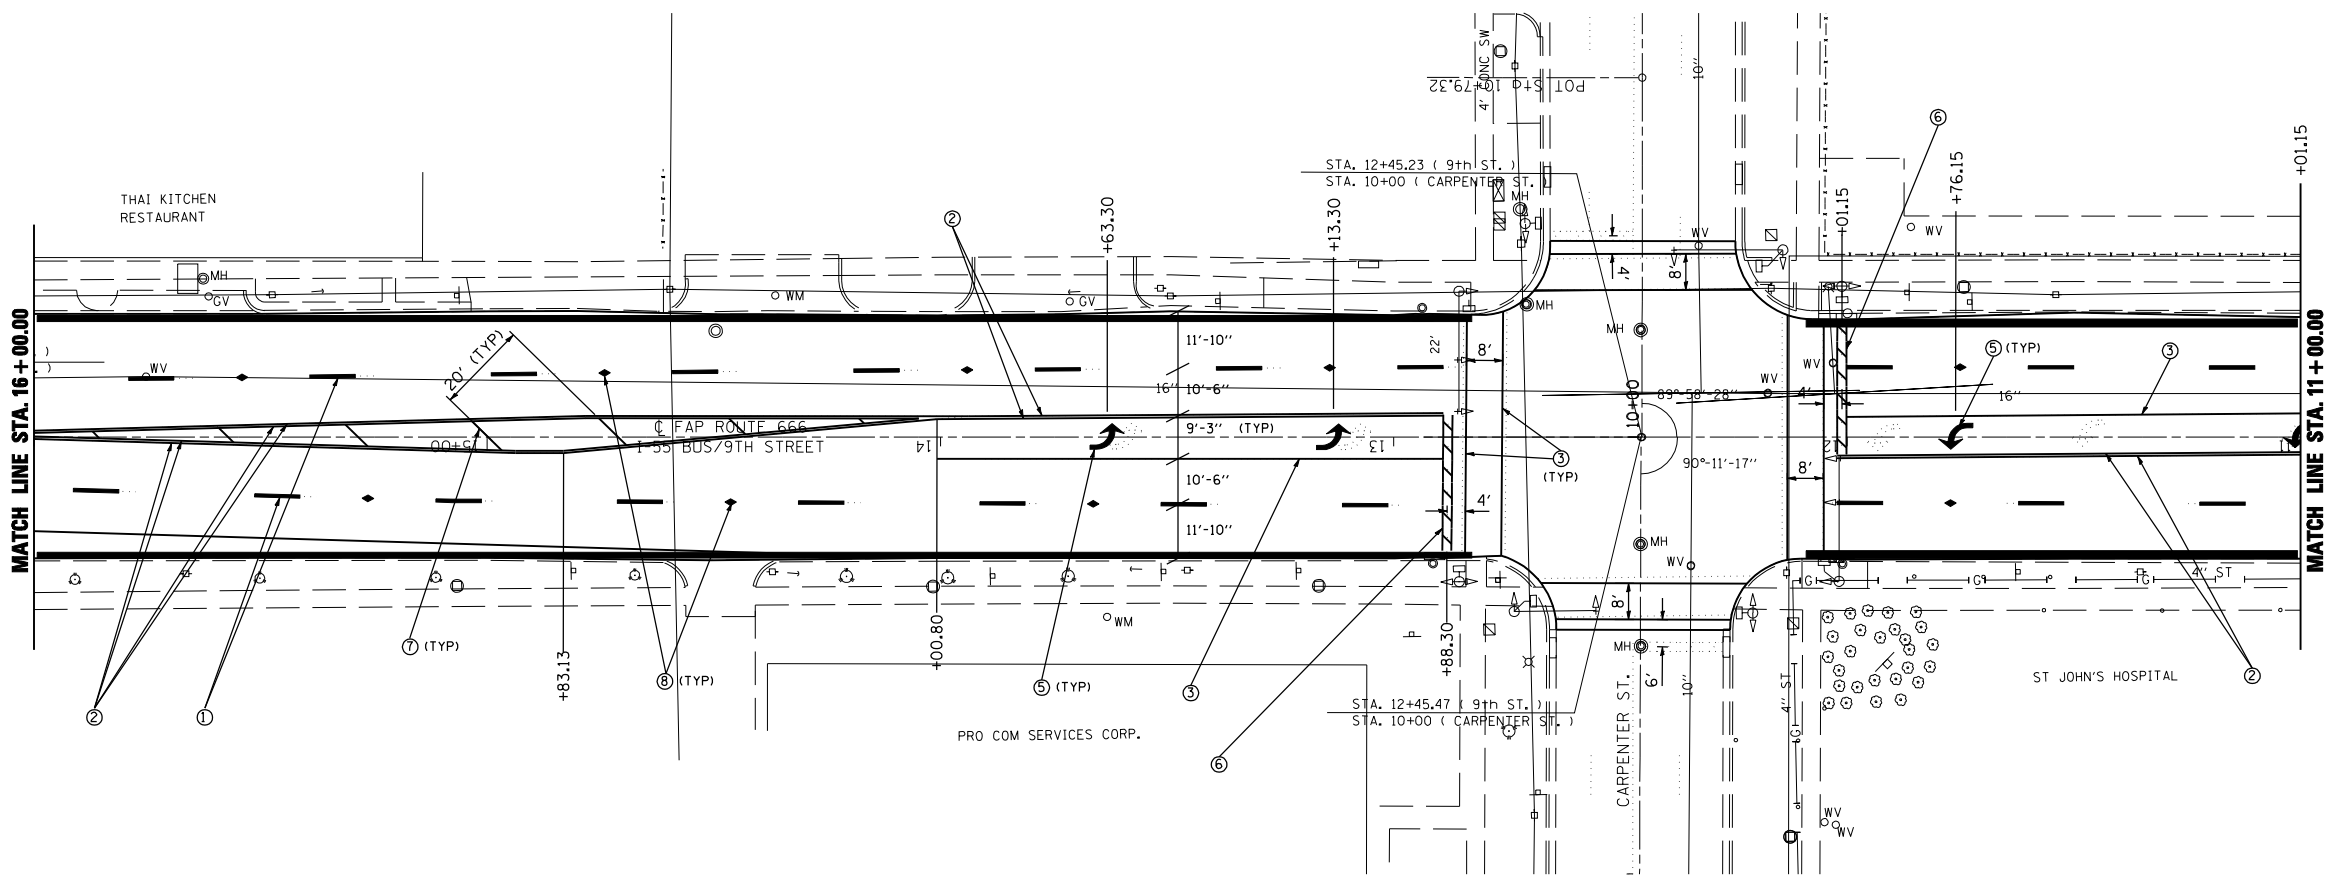 MATCH LINE STA. 16+00.00
THAI KITCHEN
RESTAURANT
MH
GV
WV
20' (TYP)
15+00
℄ FAP ROUTE 666
I-55 BUS/9TH STREET
14
13
12
11
2
WM
GV
+63.30
+13.30
11'-10"
16"
10'-6"
9'-3" (TYP)
10'-6"
11'-10"
22'
8'
4'
3
(TYP)
4' CONC SW
POT Sta 10+79.32
10"
STA. 12+45.23 ( 9th ST. )
STA. 10+00 ( CARPENTER ST. )
MH
MH
MH
WV
4'
8'
10+00
89°-58'-28"
90°-11'-17"
WV
WV
4'
8'
MH
WV
8'
MH
6'
10"
+01.15
+76.15
6
WV
5 (TYP)
3
16"
+01.15
MATCH LINE STA. 11+00.00
G
G
G
4" ST
ST JOHN'S HOSPITAL
2
4" ST
G
WV
WV
CARPENTER ST.
STA. 12+45.47 ( 9th ST. )
STA. 10+00 ( CARPENTER ST. )
2
1
7 (TYP)
+83.13
8 (TYP)
+00.80
5 (TYP)
WM
3
6
+88.30
PRO COM SERVICES CORP.